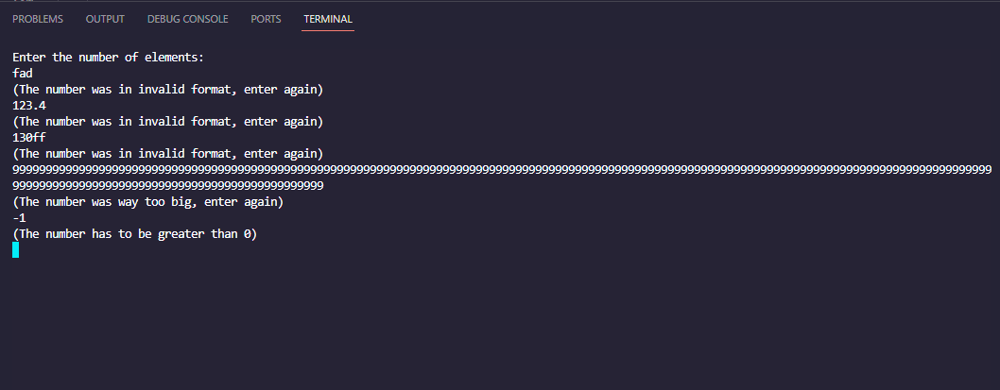 PROBLEMS OUTPUT DEBUG CONSOLE PORTS TERMINAL
Enter the number of elements:
fad
(The number was in invalid format, enter again)
123.4
(The number was in invalid format, enter again)
130ff
(The number was in invalid format, enter again)
9999999999999999999999999999999999999999999999999999999999999999999999999999999999999999999999999999999999999999999999999999999999999999999999999999
99999999999999999999999999999999999999999999999
(The number was way too big, enter again)
-1
(The number has to be greater than 0)